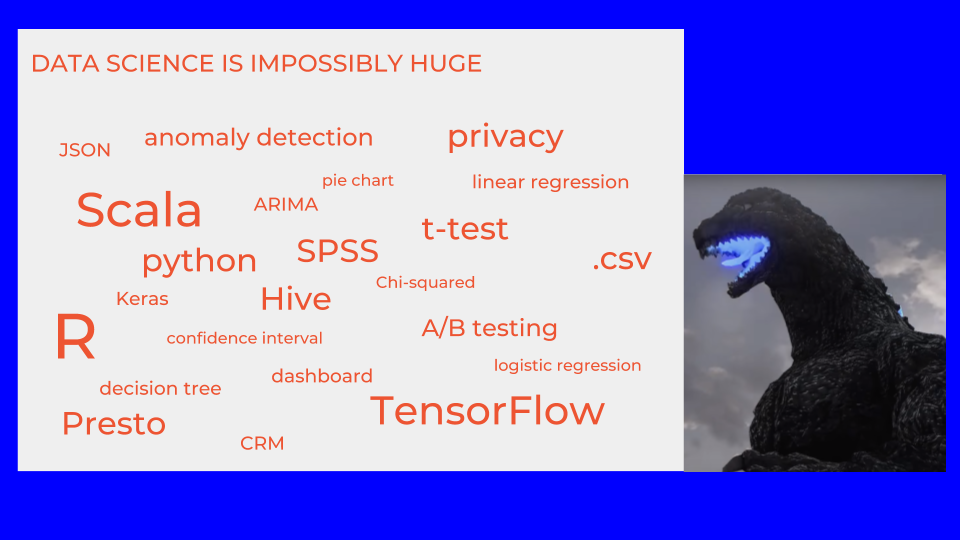 DATA SCIENCE IS IMPOSSIBLY HUGE
JSON
anomaly detection
privacy
pie chart
linear regression
Scala
ARIMA
t-test
python
SPSS
.csv
Chi-squared
Keras
Hive
R
confidence interval
A/B testing
logistic regression
decision tree
dashboard
Presto
TensorFlow
CRM